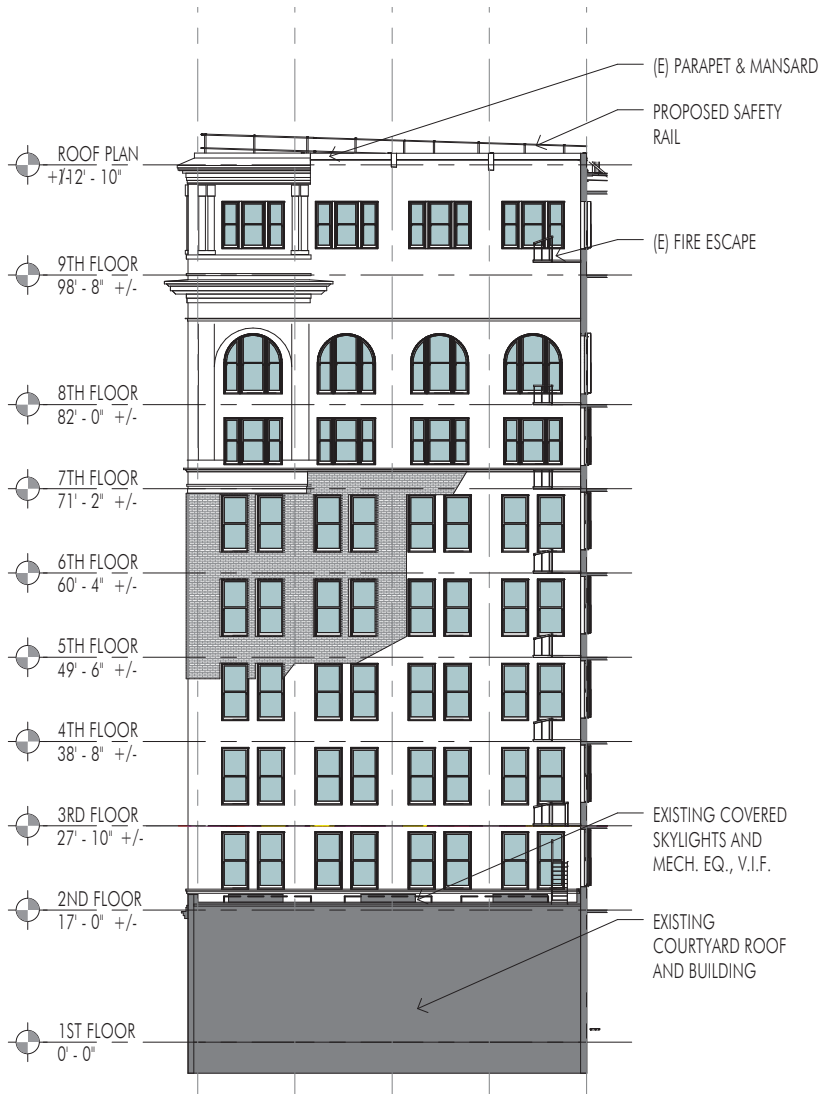 (E) PARAPET & MANSARD
PROPOSED SAFETY
RAIL
ROOF PLAN
+/112' - 10"
(E) FIRE ESCAPE
9TH FLOOR
98' - 8" +/-
8TH FLOOR
82' - 0" +/-
7TH FLOOR
71' - 2" +/-
6TH FLOOR
60' - 4" +/-
5TH FLOOR
49' - 6" +/-
4TH FLOOR
38' - 8" +/-
3RD FLOOR
27' - 10" +/-
EXISTING COVERED
SKYLIGHTS AND
MECH. EQ., V.I.F.
2ND FLOOR
17' - 0" +/-
EXISTING
COURTYARD ROOF
AND BUILDING
1ST FLOOR
0' - 0"